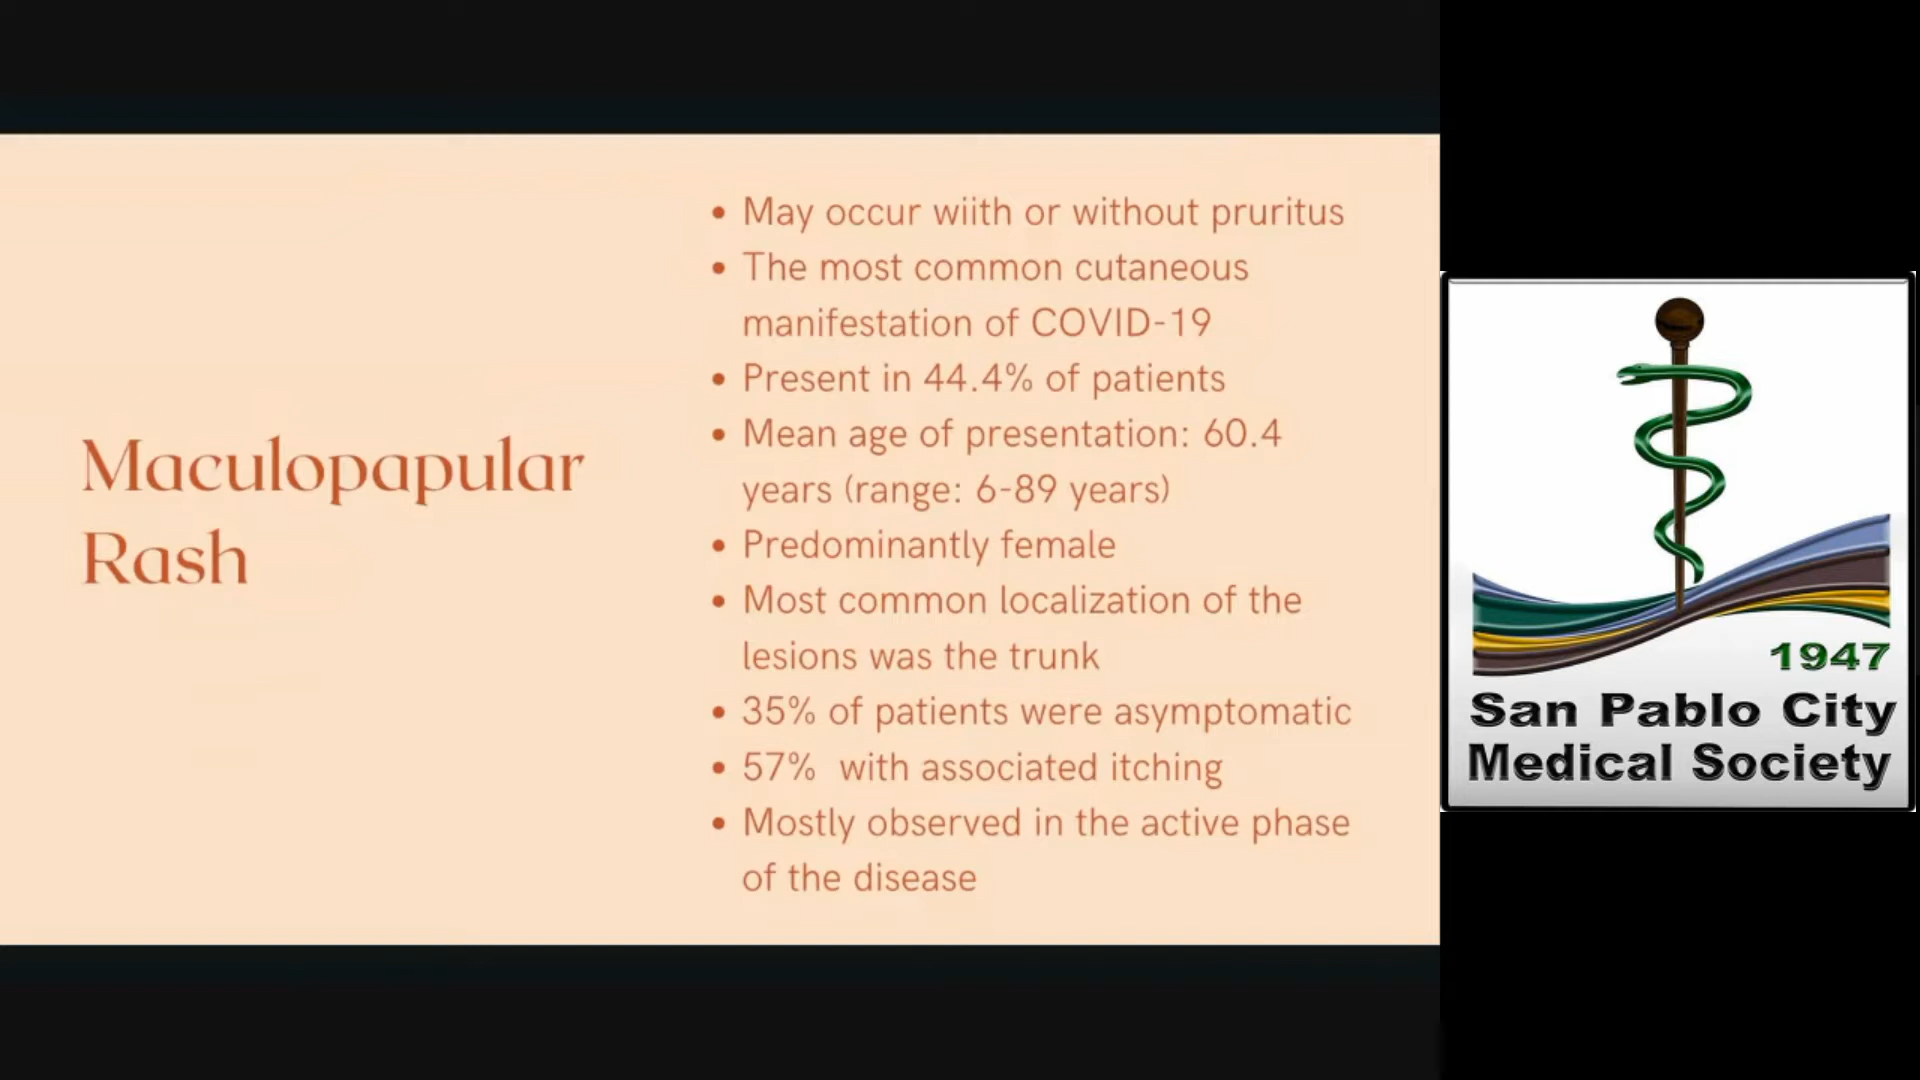 Maculopapular
Rash
• May occur wiith or without pruritus
• The most common cutaneous
manifestation of COVID-19
• Present in 44.4% of patients
• Mean age of presentation: 60.4
years (range: 6-89 years)
• Predominantly female
• Most common localization of the
lesions was the trunk
• 35% of patients were asymptomatic
• 57%  with associated itching
• Mostly observed in the active phase
of the disease
1947
San Pablo City
Medical Society